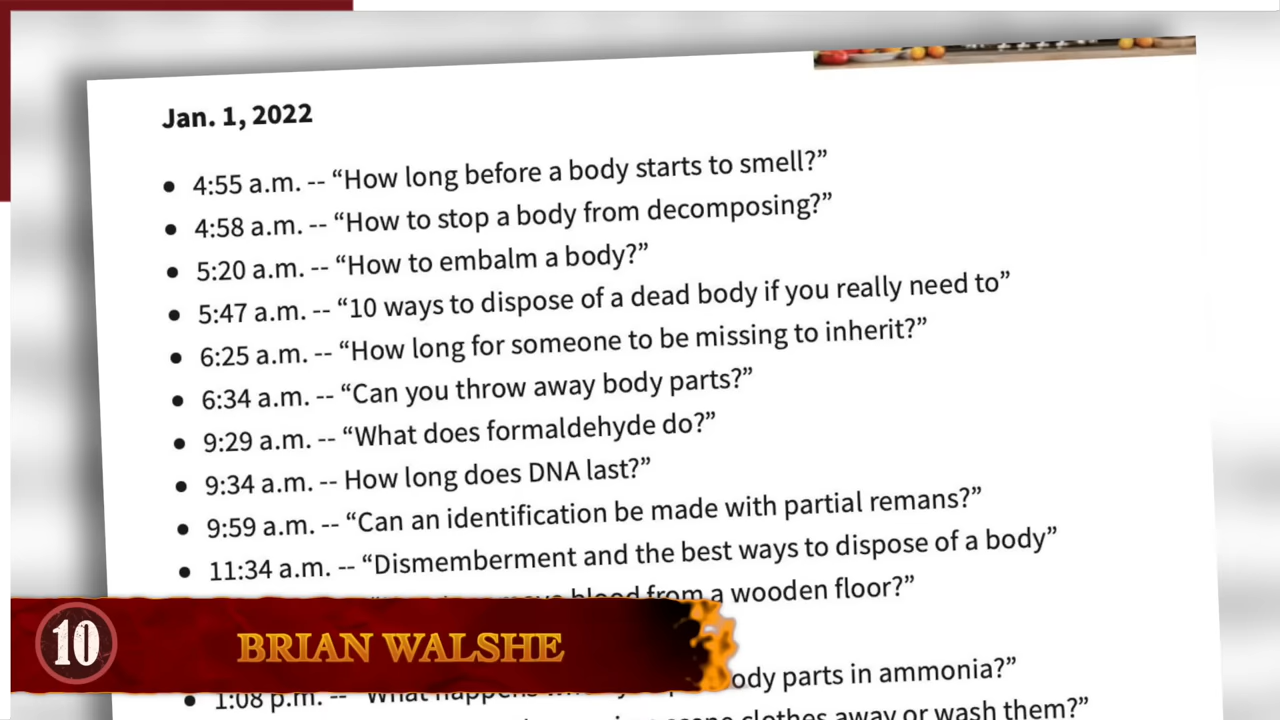 Jan. 1, 2022
• 4:55 a.m. -- “How long before a body starts to smell?”
• 4:58 a.m. -- “How to stop a body from decomposing?”
• 5:20 a.m. -- “How to embalm a body?”
• 5:47 a.m. -- “10 ways to dispose of a dead body if you really need to”
• 6:25 a.m. -- “How long for someone to be missing to inherit?”
• 6:34 a.m. -- “Can you throw away body parts?”
• 9:29 a.m. -- “What does formaldehyde do?”
• 9:34 a.m. -- How long does DNA last?”
• 9:59 a.m. -- “Can an identification be made with partial remans?”
• 11:34 a.m. -- “Dismemberment and the best ways to dispose of a body”
blood from a wooden floor?”
10 BRIAN WALSHE
• 1:08 p.m. -- “What happens parts in ammonia?”
clothes away or wash them?”